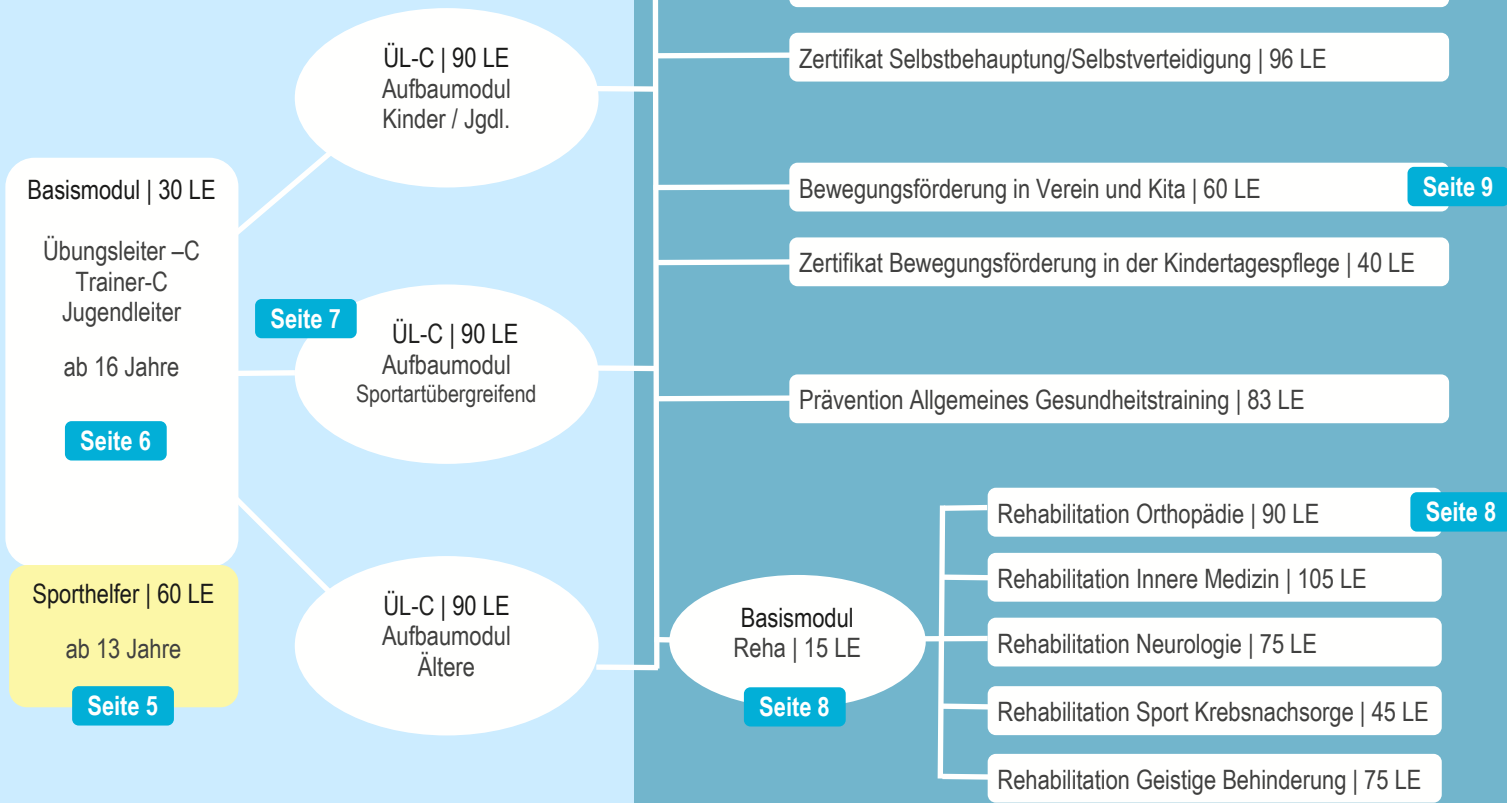 Basismodul | 30 LE
Übungsleiter –C
Trainer-C
Jugendleiter
ab 16 Jahre
Seite 6
Sporthelfer | 60 LE
ab 13 Jahre
Seite 5
ÜL-C | 90 LE
Aufbaumodul
Kinder / Jgdl.
Seite 7
ÜL-C | 90 LE
Aufbaumodul
Sportartübergreifend
ÜL-C | 90 LE
Aufbaumodul
Ältere
Zertifikat Selbstbehauptung/Selbstverteidigung | 96 LE
Bewegungsförderung in Verein und Kita | 60 LE
Seite 9
Zertifikat Bewegungsförderung in der Kindertagespflege | 40 LE
Prävention Allgemeines Gesundheitstraining | 83 LE
Basismodul
Reha | 15 LE
Seite 8
Rehabilitation Orthopädie | 90 LE
Seite 8
Rehabilitation Innere Medizin | 105 LE
Rehabilitation Neurologie | 75 LE
Rehabilitation Sport Krebsnachsorge | 45 LE
Rehabilitation Geistige Behinderung | 75 LE